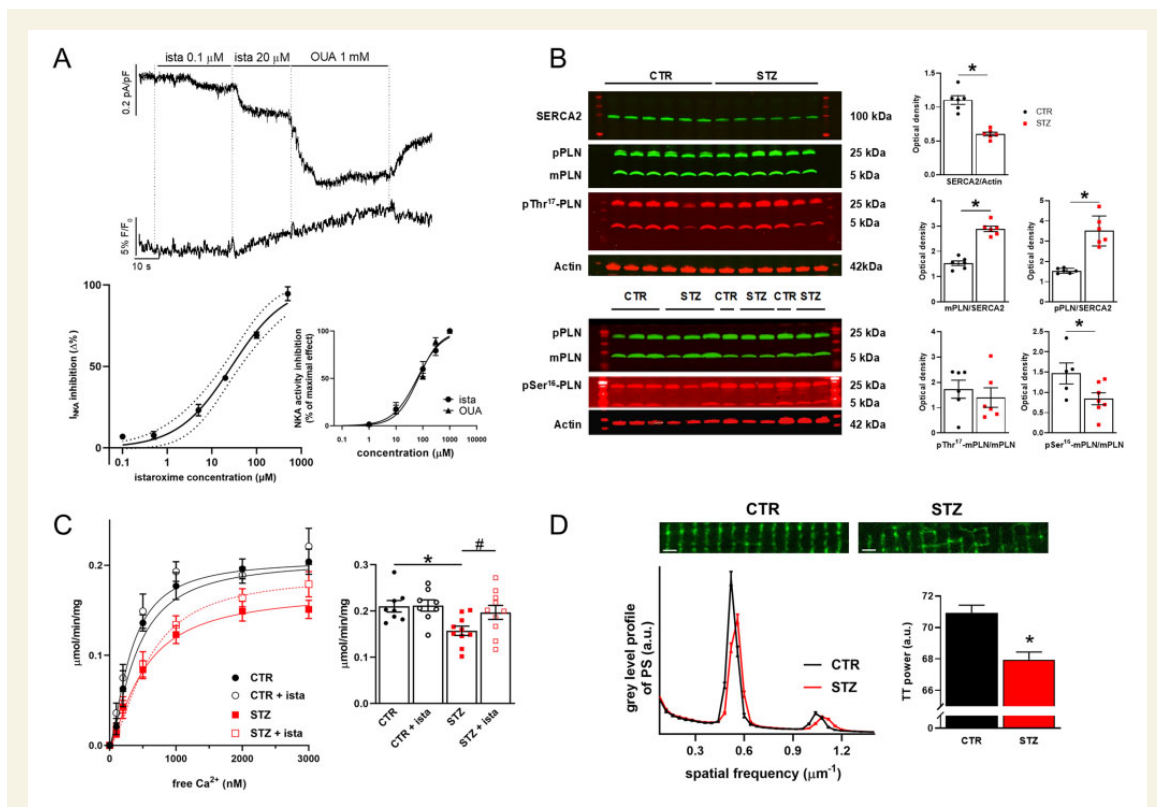 A
ista 0.1 µM
ista 20 µM
OUA 1 mM
0.2 pA/pF
5% F/F0
10 s
INKA inhibition (Δ%)
100
50
0
0.1
1
5
10
50
100
500
istaroxime concentration (µM)
NKA activity inhibition
(% of maximal effect)
100
50
0
0.1
1
10
100
1000
10000
ista
OUA
concentration (µM)
B
CTR
STZ
SERCA2
100 kDa
pPLN
25 kDa
mPLN
5 kDa
pThr17-PLN
25 kDa
5 kDa
Actin
42kDa
CTR
STZ
CTR
STZ
CTR
STZ
pPLN
25 kDa
mPLN
5 kDa
pSer16-PLN
25 kDa
5 kDa
Actin
42 kDa
Optical density
1.5
1.0
0.5
0.0
*
CTR
STZ
SERCA2/Actin
Optical density
4
3
2
1
0
*
mPLN/SERCA2
Optical density
5
4
3
2
1
0
*
pPLN/SERCA2
Optical density
4
3
2
1
0
pThr17-mPLN/mPLN
Optical density
2.5
2.0
1.5
1.0
0.5
0.0
*
pSer16-mPLN/mPLN
C
µmol/min/mg
0.2
0.1
0.0
0
1000
2000
3000
free Ca2+ (nM)
CTR
CTR + ista
STZ
STZ + ista
µmol/min/mg
0.3
0.2
0.1
0.0
*
#
CTR
CTR + ista
STZ
STZ + ista
D
CTR
STZ
grey level profile
of PS (a.u.)
CTR
STZ
0.3
0.6
0.9
1.2
spatial frequency (µm-1)
TT power (a.u.)
72
70
68
66
0
*
CTR
STZ